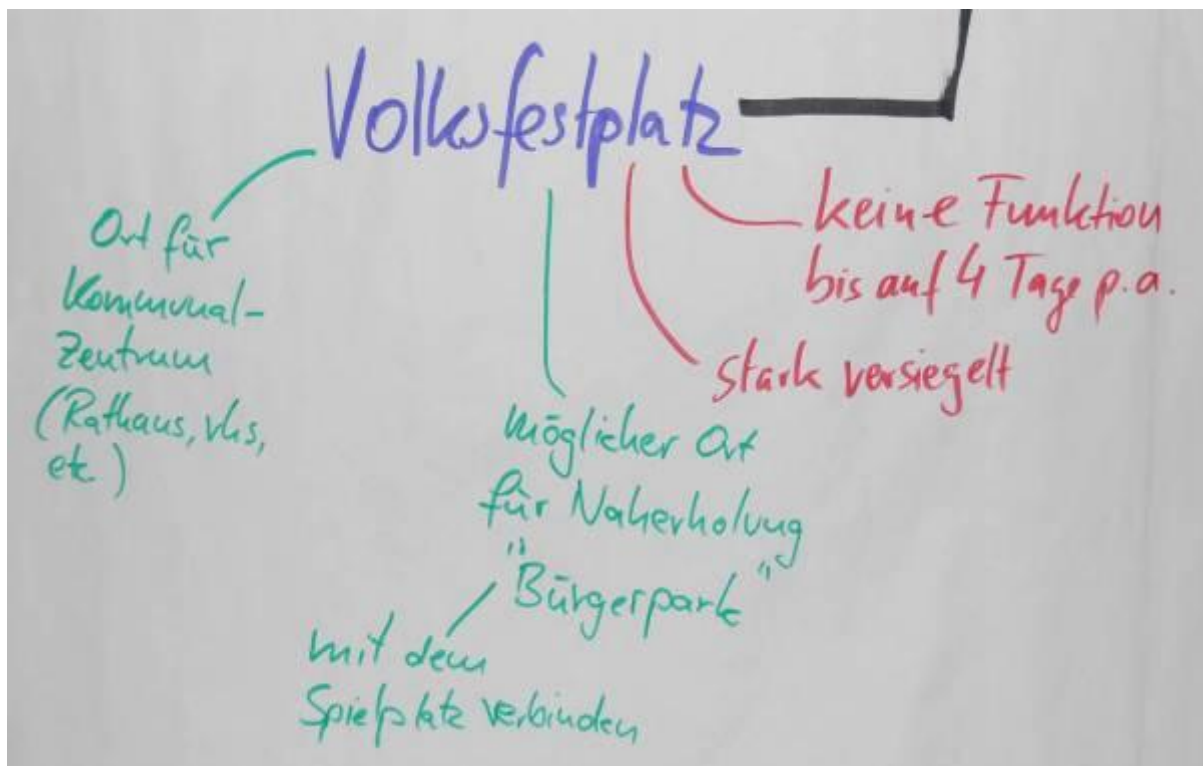 Volksfestplatz
Ort für
Kommunal-
Zentrum
(Rathaus, vhs,
etc.)
möglicher Ort
für Naherholung
"Bürgerpark"
mit dem
Spielplatz verbinden
stark versiegelt
keine Funktion
bis auf 4 Tage p.a.